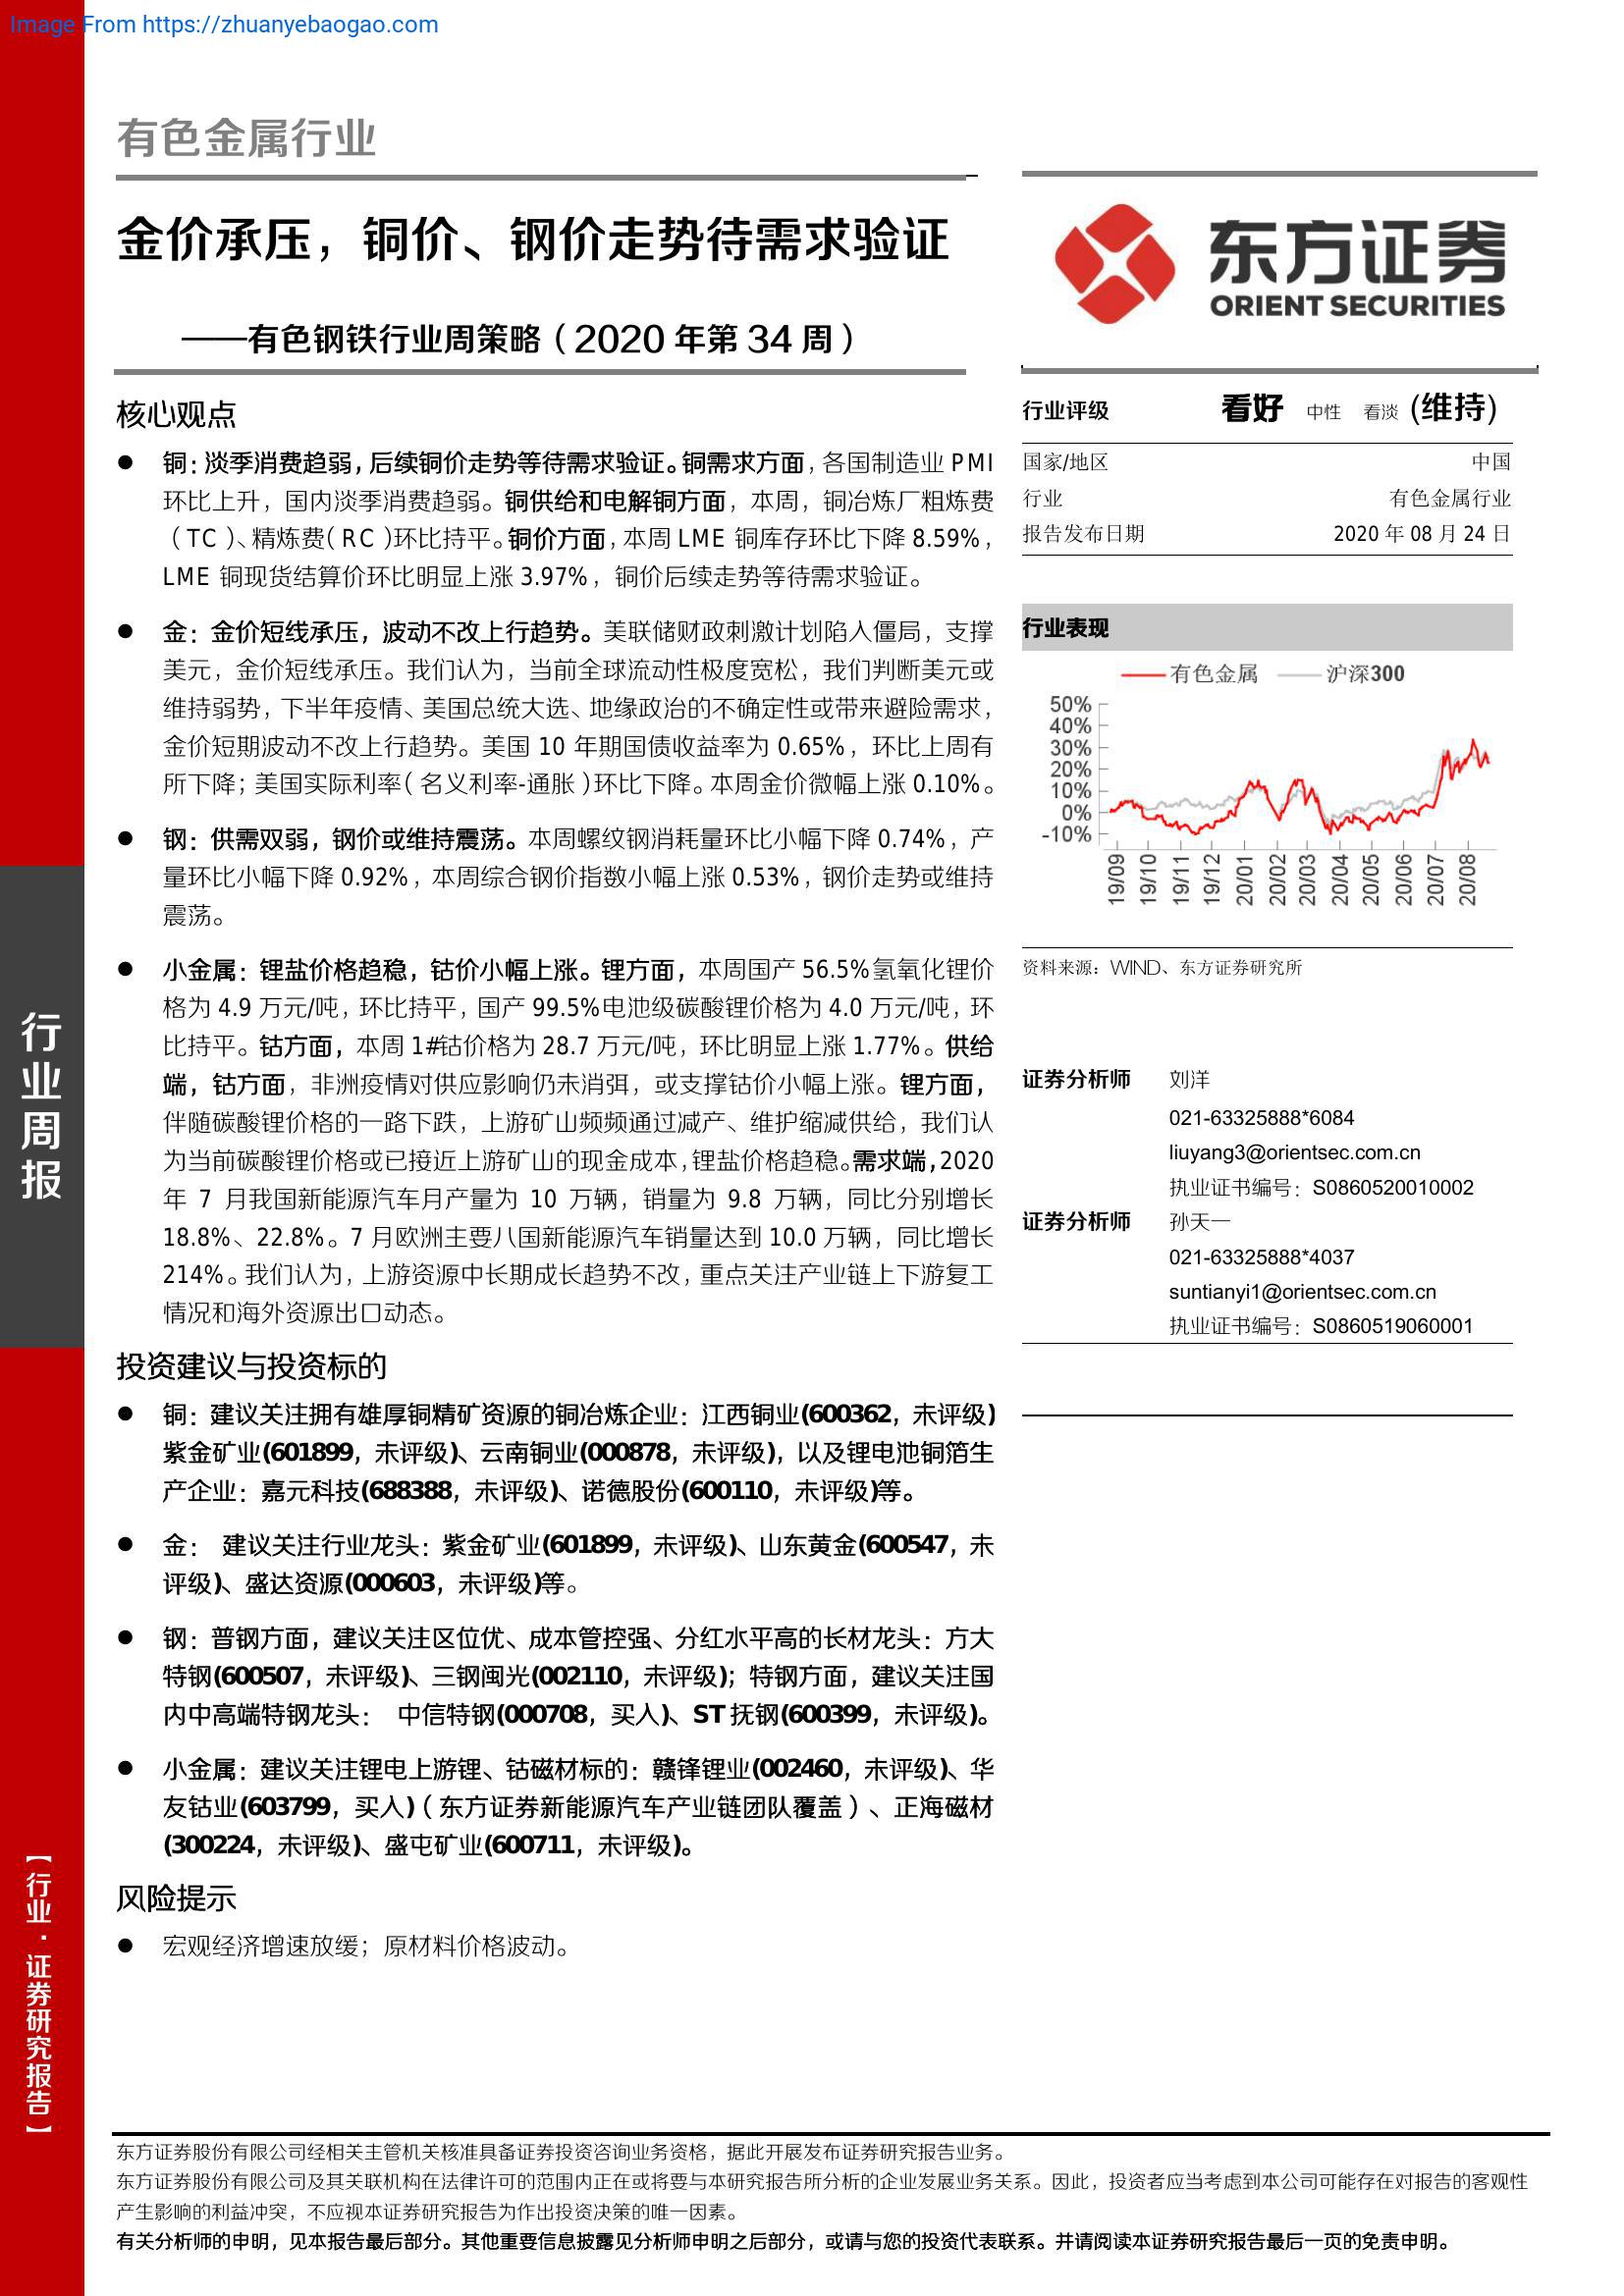 Image From https://zhuanyebaogao.com
有色金属行业
金价承压，铜价、钢价走势待需求验证
——有色钢铁行业周策略（2020 年第 34 周）
东方证券
ORIENT SECURITIES
核心观点
● 铜：淡季消费趋弱，后续铜价走势等待需求验证。铜需求方面，各国制造业 PMI
环比上升，国内淡季消费趋弱。铜供给和电解铜方面，本周，铜冶炼厂粗炼费
（TC）、精炼费（RC）环比持平。铜价方面，本周 LME 铜库存环比下降 8.59%，
LME 铜现货结算价环比明显上涨 3.97%，铜价后续走势等待需求验证。
● 金：金价短线承压，波动不改上行趋势。美联储财政刺激计划陷入僵局，支撑
美元，金价短线承压。我们认为，当前全球流动性极度宽松，我们判断美元或
维持弱势，下半年疫情、美国总统大选、地缘政治的不确定性或带来避险需求，
金价短期波动不改上行趋势。美国 10 年期国债收益率为 0.65%，环比上周有
所下降；美国实际利率（名义利率-通胀）环比下降。本周金价微幅上涨 0.10%。
● 钢：供需双弱，钢价或维持震荡。本周螺纹钢消耗量环比小幅下降 0.74%，产
量环比小幅下降 0.92%，本周综合钢价指数小幅上涨 0.53%，钢价走势或维持
震荡。
● 小金属：锂盐价格趋稳，钴价小幅上涨。锂方面，本周国产 56.5%氢氧化锂价
格为 4.9 万元/吨，环比持平，国产 99.5%电池级碳酸锂价格为 4.0 万元/吨，环
比持平。钴方面，本周 1#钴价格为 28.7 万元/吨，环比明显上涨 1.77%。供给
端，钴方面，非洲疫情对供应影响仍未消弭，或支撑钴价小幅上涨。锂方面，
伴随碳酸锂价格的一路下跌，上游矿山频频通过减产、维护缩减供给，我们认
为当前碳酸锂价格或已接近上游矿山的现金成本，锂盐价格趋稳。需求端，2020
年 7 月我国新能源汽车月产量为 10 万辆，销量为 9.8 万辆，同比分别增长
18.8%、22.8%。7 月欧洲主要八国新能源汽车销量达到 10.0 万辆，同比增长
214%。我们认为，上游资源中长期成长趋势不改，重点关注产业链上下游复工
情况和海外资源出口动态。
投资建议与投资标的
● 铜：建议关注拥有雄厚铜精矿资源的铜冶炼企业：江西铜业(600362，未评级)
紫金矿业(601899，未评级)、云南铜业(000878，未评级)，以及锂电池铜箔生
产企业：嘉元科技(688388，未评级)、诺德股份(600110，未评级)等。
● 金： 建议关注行业龙头：紫金矿业(601899，未评级)、山东黄金(600547，未
评级)、盛达资源(000603，未评级)等。
● 钢：普钢方面，建议关注区位优、成本管控强、分红水平高的长材龙头：方大
特钢(600507，未评级)、三钢闽光(002110，未评级)；特钢方面，建议关注国
内中高端特钢龙头： 中信特钢(000708，买入)、ST 抚钢(600399，未评级)。
● 小金属：建议关注锂电上游锂、钴磁材标的：赣锋锂业(002460，未评级)、华
友钴业(603799，买入)（东方证券新能源汽车产业链团队覆盖）、正海磁材
(300224，未评级)、盛屯矿业(600711，未评级)。
风险提示
● 宏观经济增速放缓；原材料价格波动。
行业评级 看好 中性 看淡 (维持)
国家/地区 中国
行业 有色金属行业
报告发布日期 2020 年 08 月 24 日
行业表现
有色金属 沪深300
50%
40%
30%
20%
10%
0%
-10%
19/09 19/10 19/11 19/12 20/01 20/02 20/03 20/04 20/05 20/06 20/07 20/08
资料来源：WIND、东方证券研究所
证券分析师 刘洋
021-63325888*6084
liuyang3@orientsec.com.cn
执业证书编号：S0860520010002
证券分析师 孙天一
021-63325888*4037
suntianyi1@orientsec.com.cn
执业证书编号：S0860519060001
行业周报
【行业·证券研究报告】
东方证券股份有限公司经相关主管机关核准具备证券投资咨询业务资格，据此开展发布证券研究报告业务。
东方证券股份有限公司及其关联机构在法律许可的范围内正在或将要与本研究报告所分析的企业发展业务关系。因此，投资者应当考虑到本公司可能存在对报告的客观性
产生影响的利益冲突，不应视本证券研究报告为作出投资决策的唯一因素。
有关分析师的申明，见本报告最后部分。其他重要信息披露见分析师申明之后部分，或请与您的投资代表联系。并请阅读本证券研究报告最后一页的免责申明。